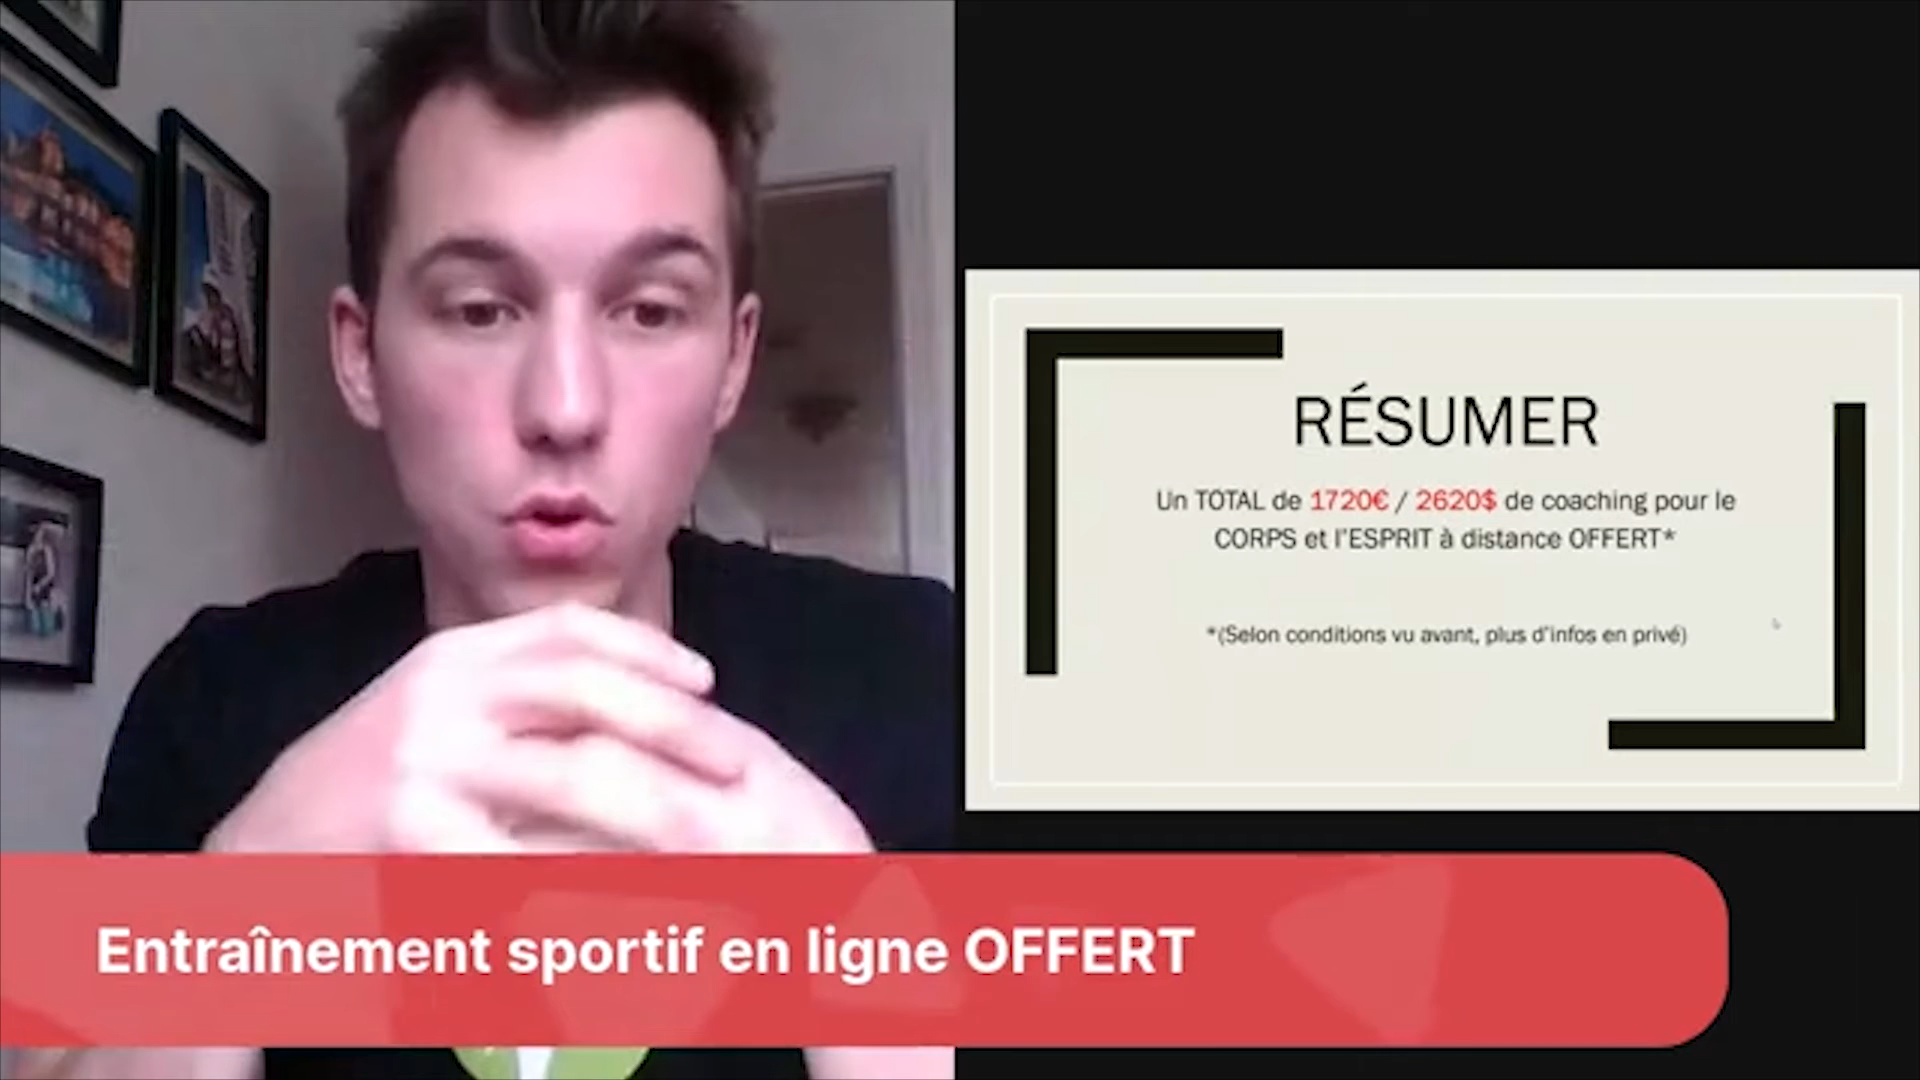 RÉSUMER
Un TOTAL de 1720€ / 2620$ de coaching pour le
CORPS et l'ESPRIT à distance OFFERT*
*(Selon conditions vu avant, plus d'infos en privé)
Entraînement sportif en ligne OFFERT